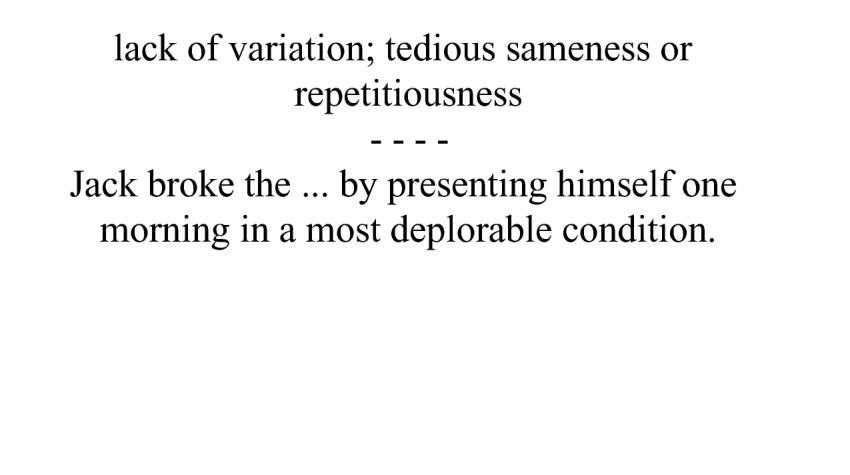 lack of variation; tedious sameness or
repetitiousness
- - - -
Jack broke the ... by presenting himself one
morning in a most deplorable condition.